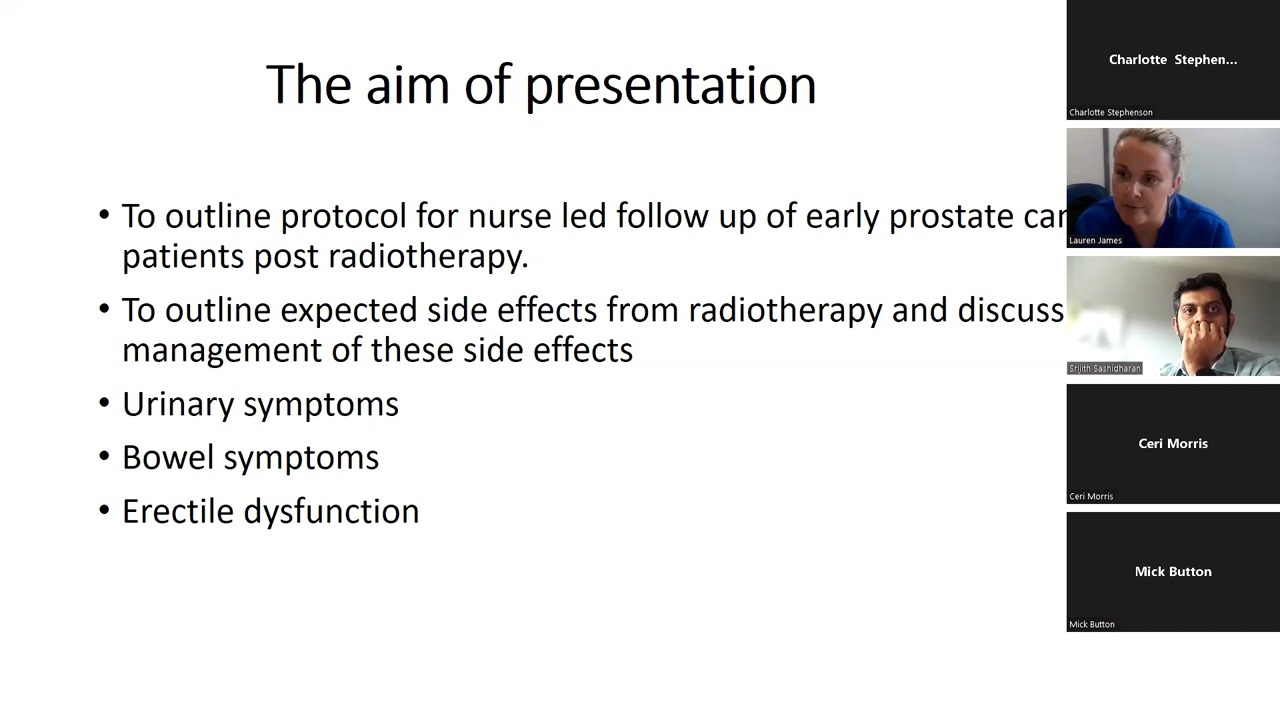 The aim of presentation
• To outline protocol for nurse led follow up of early prostate
patients post radiotherapy.
• To outline expected side effects from radiotherapy and discuss
management of these side effects
• Urinary symptoms
• Bowel symptoms
• Erectile dysfunction
Charlotte Stephen...
Charlotte Stephenson
Lauren James
Srijith Sashidharan
Ceri Morris
Ceri Morris
Mick Button
Mick Button